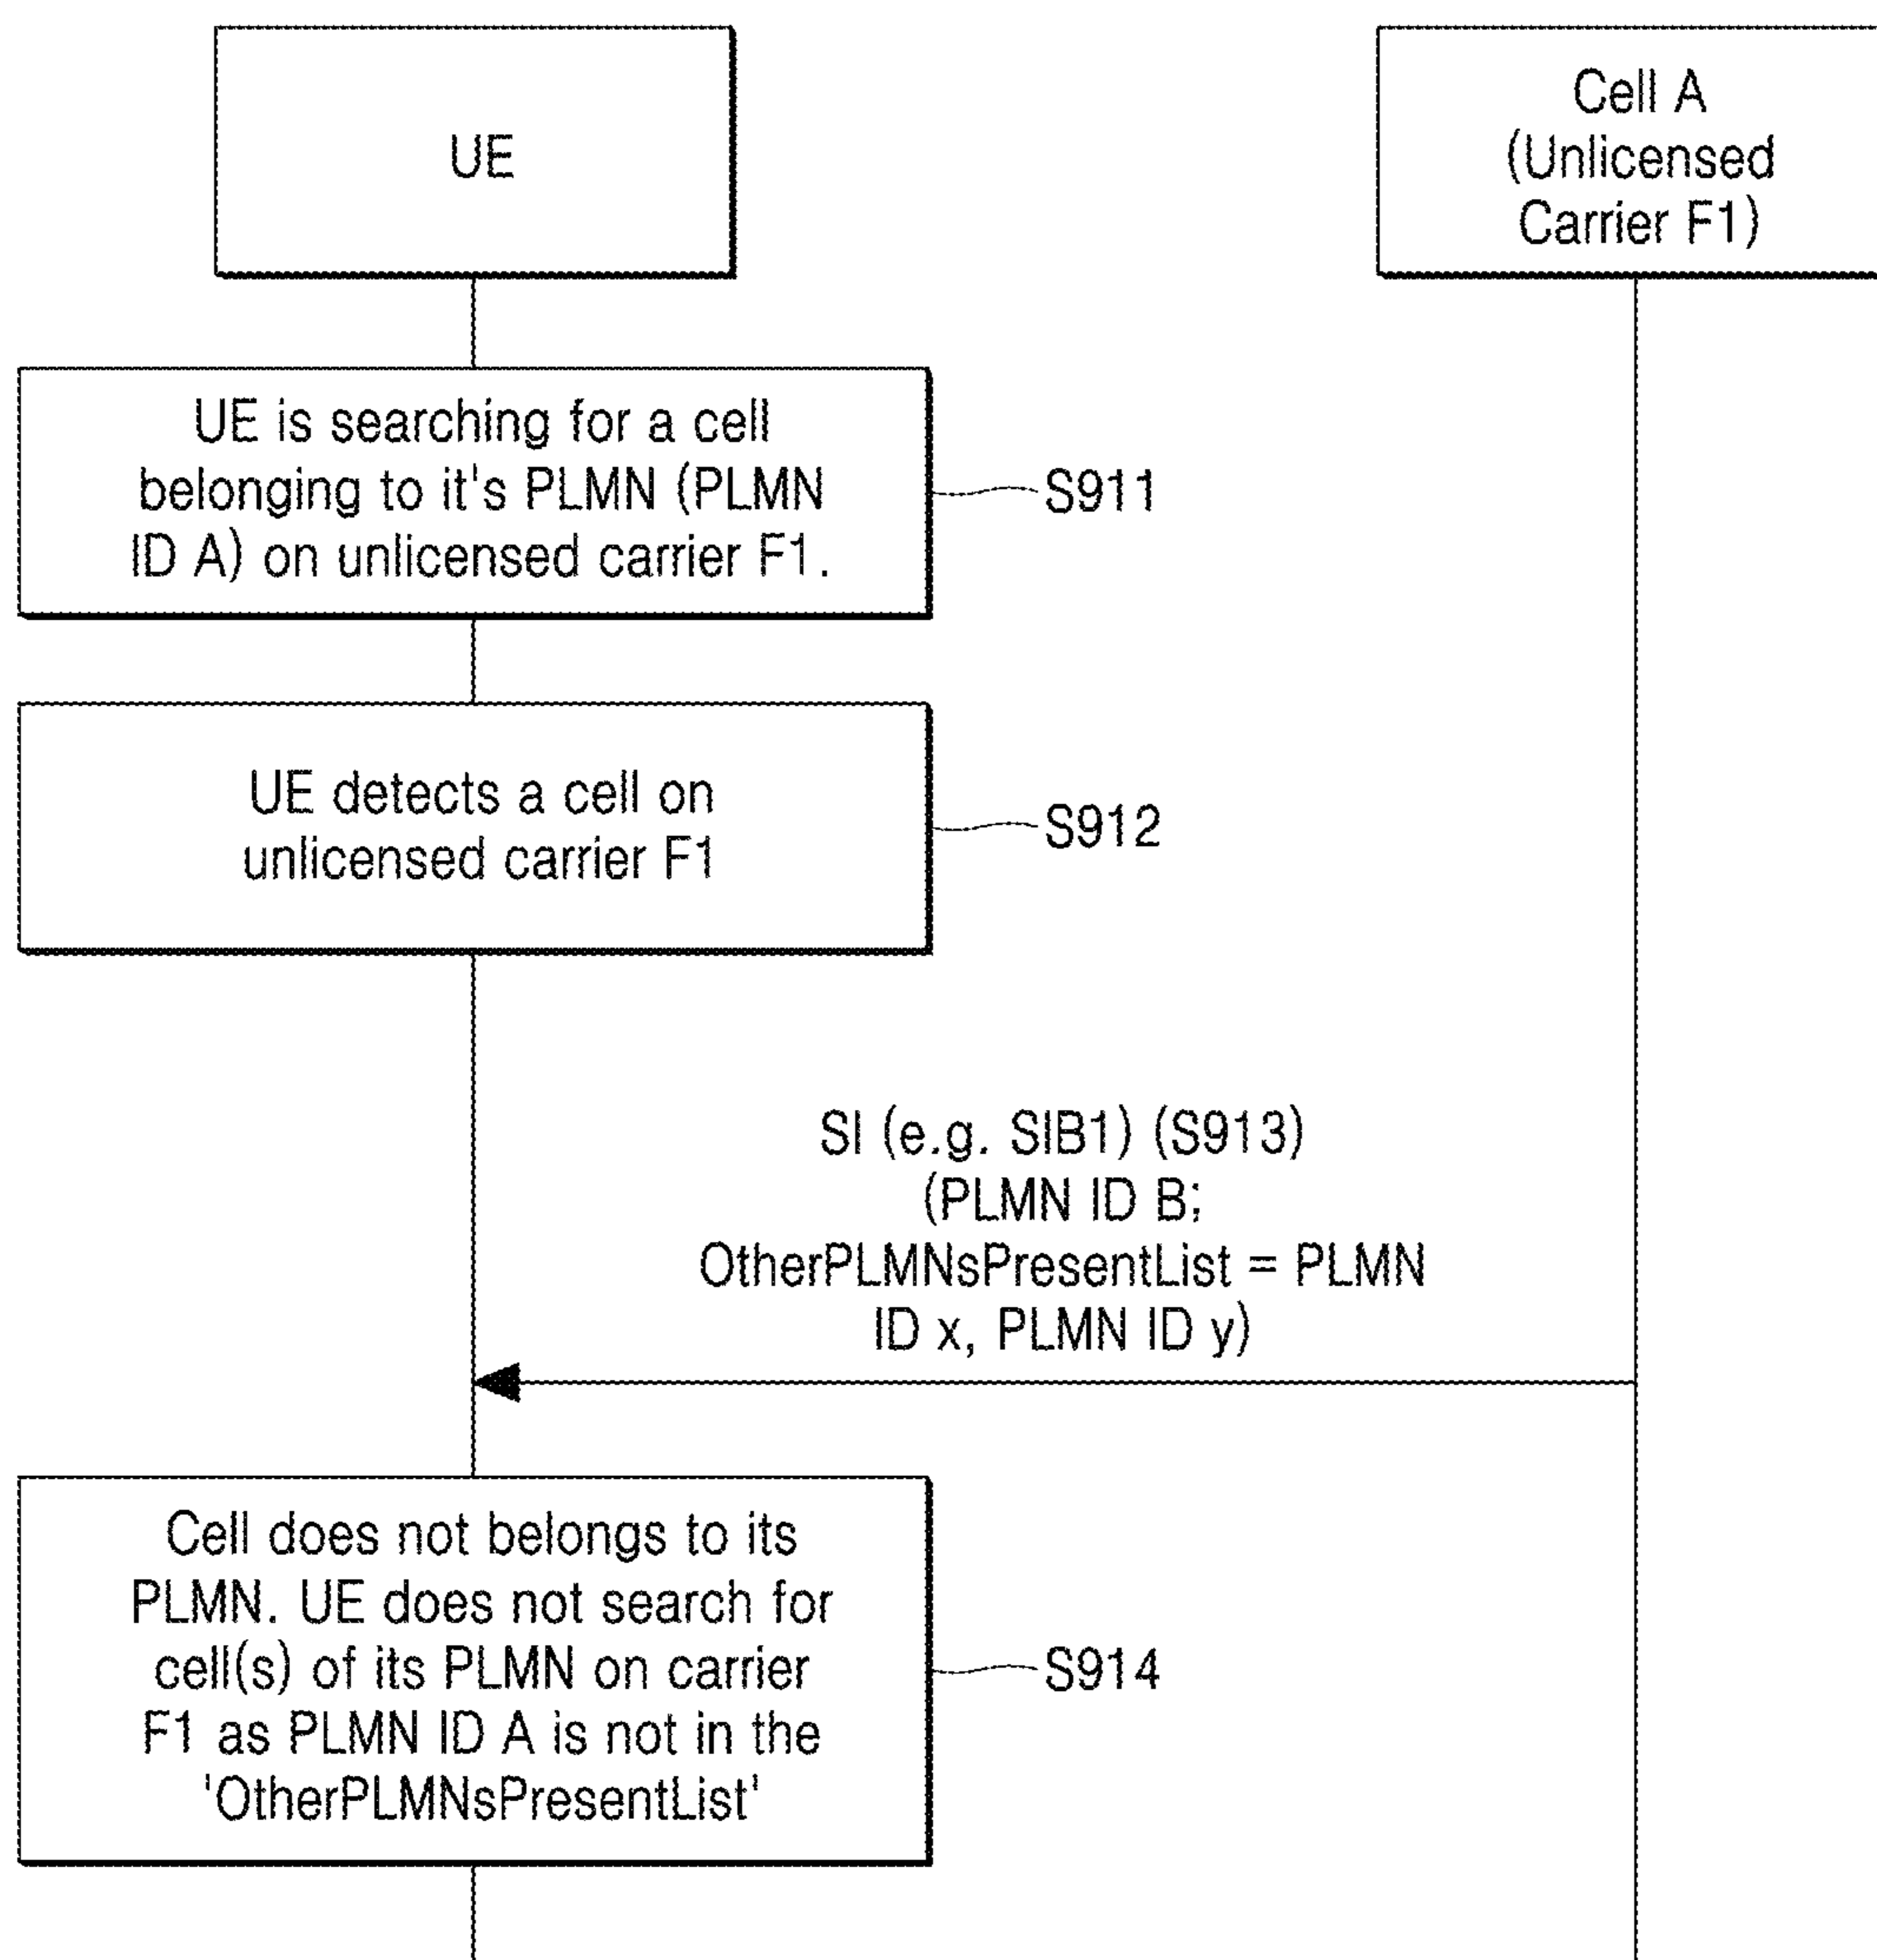 UE
Cell A
(Unlicensed
Carrier F1)
UE is searching for a cell
belonging to it's PLMN (PLMN
ID A) on unlicensed carrier F1.
S911
UE detects a cell on
unlicensed carrier F1
S912
SI (e.g. SIB1) (S913)
(PLMN ID B;
OtherPLMNsPresentList = PLMN
ID x, PLMN ID y)
Cell does not belongs to its
PLMN. UE does not search for
cell(s) of its PLMN on carrier
F1 as PLMN ID A is not in the
'OtherPLMNsPresentList'
S914